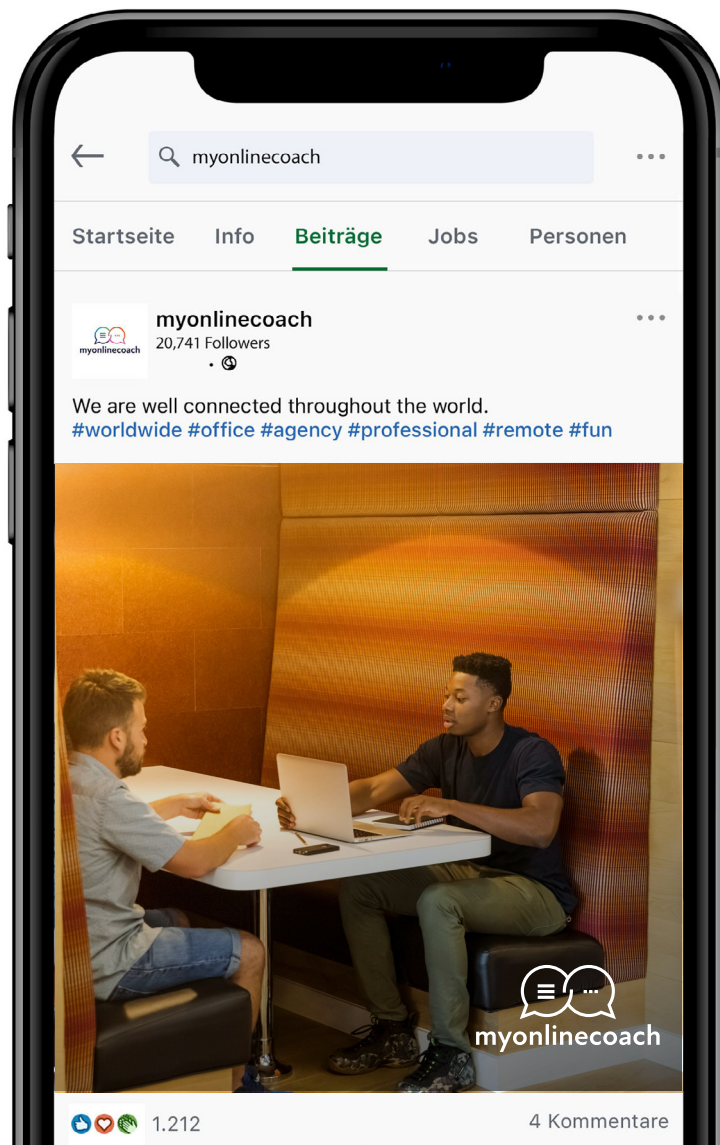 myonlinecoach
Startseite Info Beiträge Jobs Personen
myonlinecoach
myonlinecoach
20,741 Followers
We are well connected throughout the world.
#worldwide #office #agency #professional #remote #fun
myonlinecoach
1.212
4 Kommentare